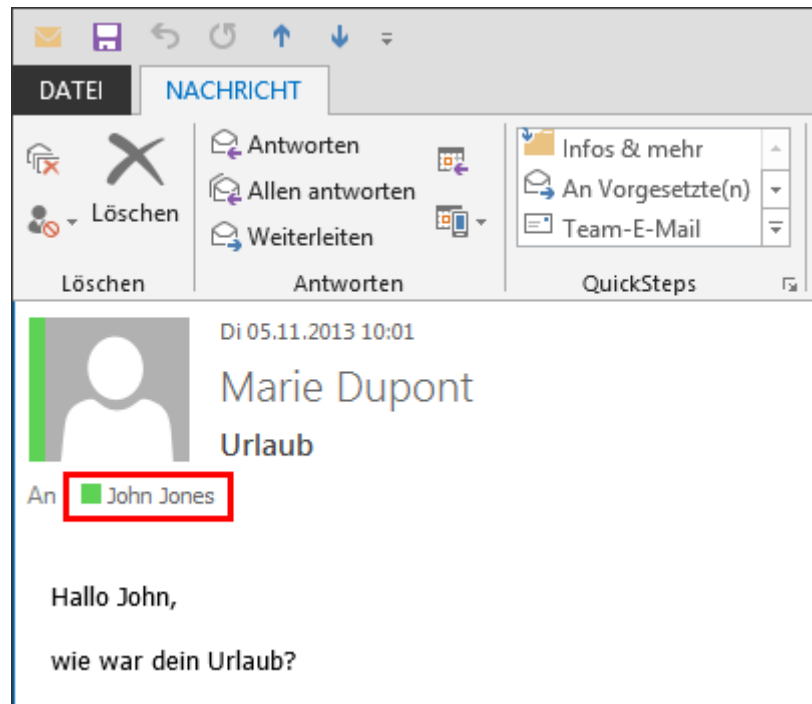 DATEI NACHRICHT
Löschen
Antworten
Allen antworten
Weiterleiten
Infos & mehr
An Vorgesetzte(n)
Team-E-Mail
Löschen Antworten QuickSteps
Di 05.11.2013 10:01
Marie Dupont
Urlaub
An John Jones
Hallo John,
wie war dein Urlaub?